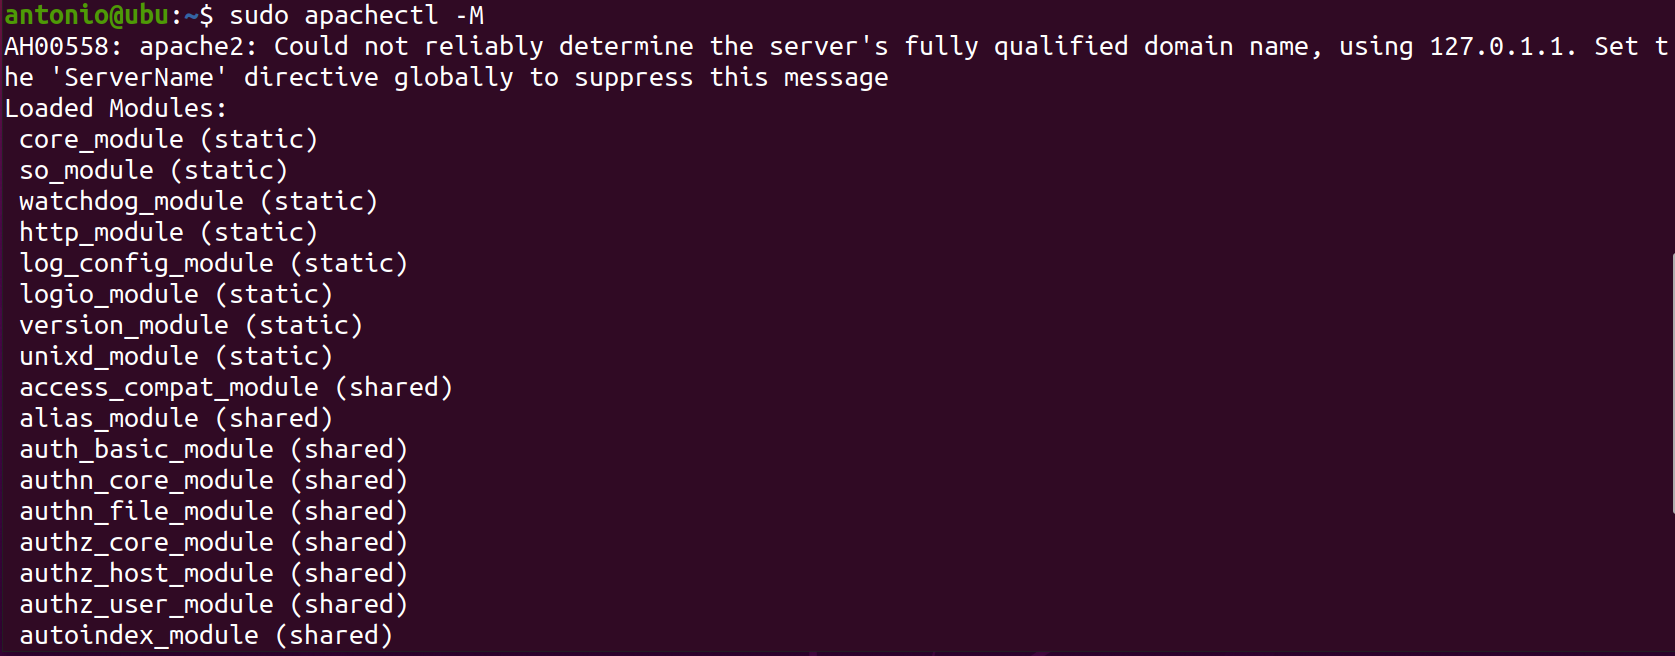 antonio@ubu:~$ sudo apachectl -M
AH00558: apache2: Could not reliably determine the server's fully qualified domain name, using 127.0.1.1. Set t
he 'ServerName' directive globally to suppress this message
Loaded Modules:
 core_module (static)
 so_module (static)
 watchdog_module (static)
 http_module (static)
 log_config_module (static)
 logio_module (static)
 version_module (static)
 unixd_module (static)
 access_compat_module (shared)
 alias_module (shared)
 auth_basic_module (shared)
 authn_core_module (shared)
 authn_file_module (shared)
 authz_core_module (shared)
 authz_host_module (shared)
 authz_user_module (shared)
 autoindex_module (shared)